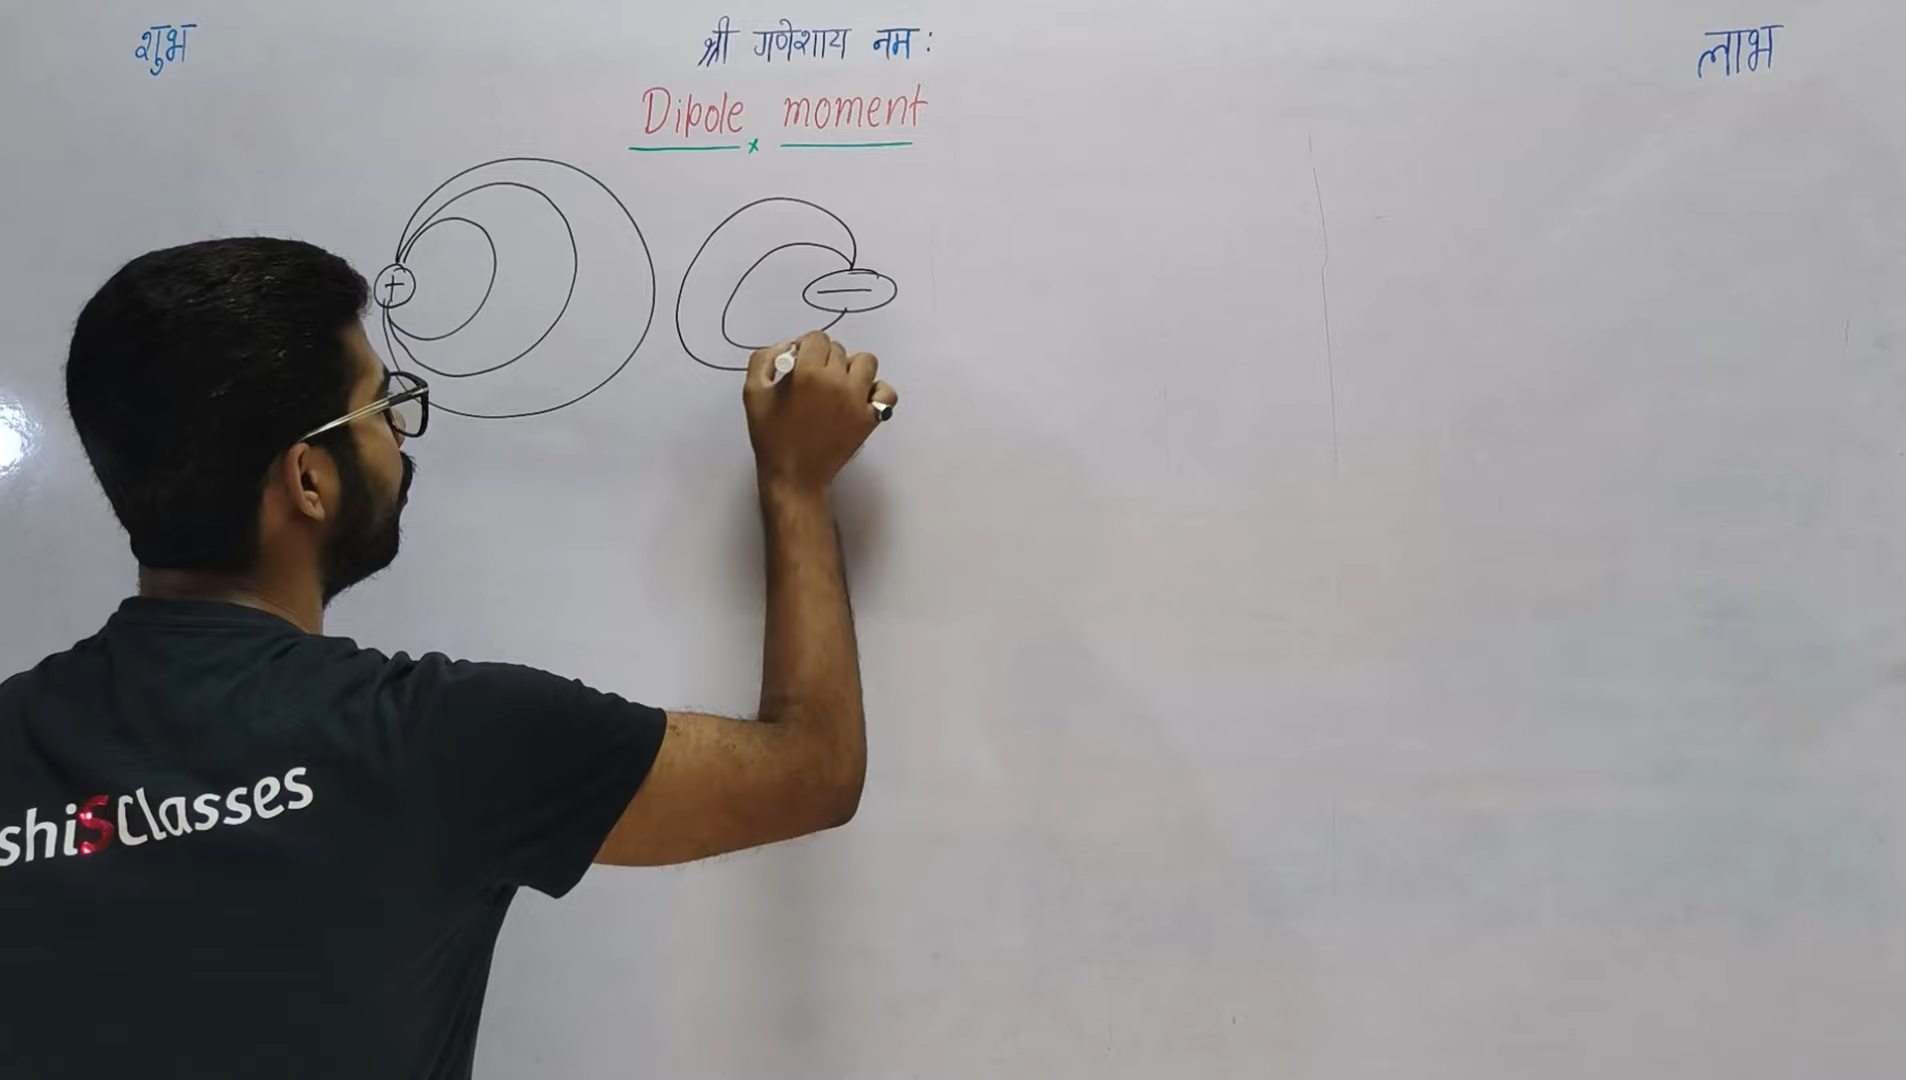 शुभ श्री गणेशाय नमः लाभ
Dipole moment
+ −
shiSClasses